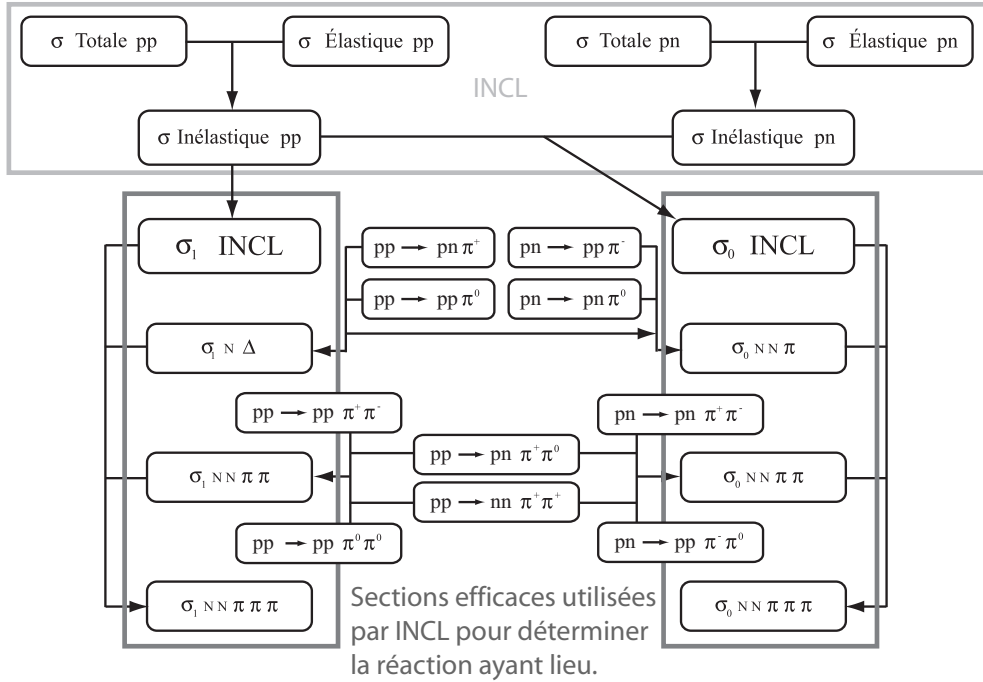 σ Totale pp
σ Élastique pp
σ Totale pn
σ Élastique pn
INCL
σ Inélastique pp
σ Inélastique pn
σ₁ INCL
σ₀ INCL
pp → pn π⁺
pn → pp π⁻
pp → pp π⁰
pn → pn π⁰
σ₁ N Δ
σ₀ N N π
pp → pp π⁺π⁻
pn → pn π⁺π⁻
pp → pn π⁺π⁰
σ₁ N N π π
σ₀ N N π π
pp → nn π⁺π⁺
pp → pp π⁰π⁰
pn → pp π⁻π⁰
σ₁ N N π π π
σ₀ N N π π π
Sections efficaces utilisées
par INCL pour déterminer
la réaction ayant lieu.